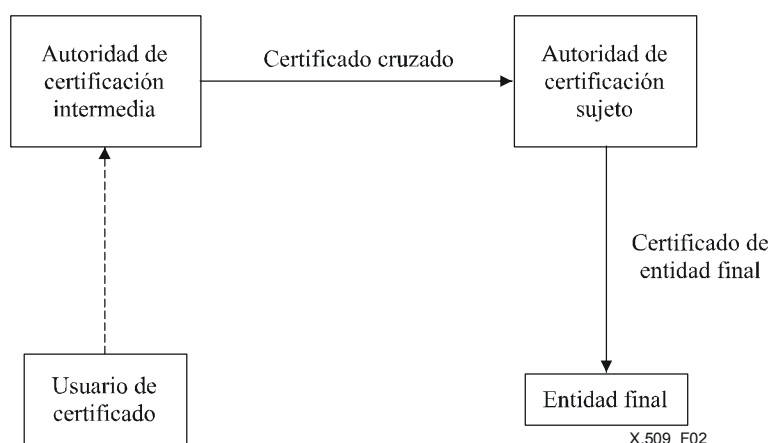 Autoridad de
certificación
intermedia
Certificado cruzado
Autoridad de
certificación
sujeto
Certificado de
entidad final
Usuario de
certificado
Entidad final
X.509_F02